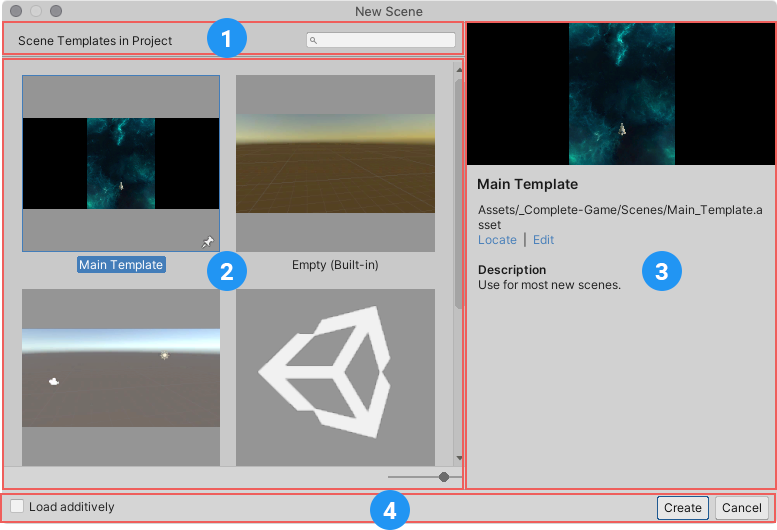 New Scene
Scene Templates in Project
1
Main Template
Empty (Built-in)
2
Main Template
Assets/_Complete-Game/Scenes/Main_Template.a
sset
Locate | Edit
Description
Use for most new scenes.
3
Load additively
4
Create
Cancel